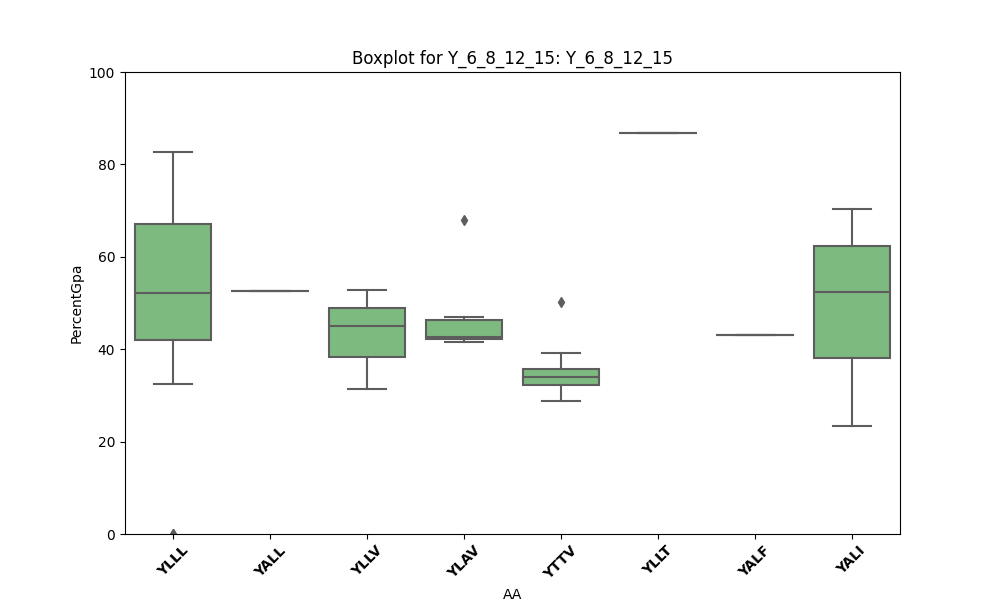 Boxplot for Y_6_8_12_15: Y_6_8_12_15
100
80
60
40
20
0
PercentGpa
YLLL YALL YLLV YLAV YTTV YLLT YALF YALI
AA